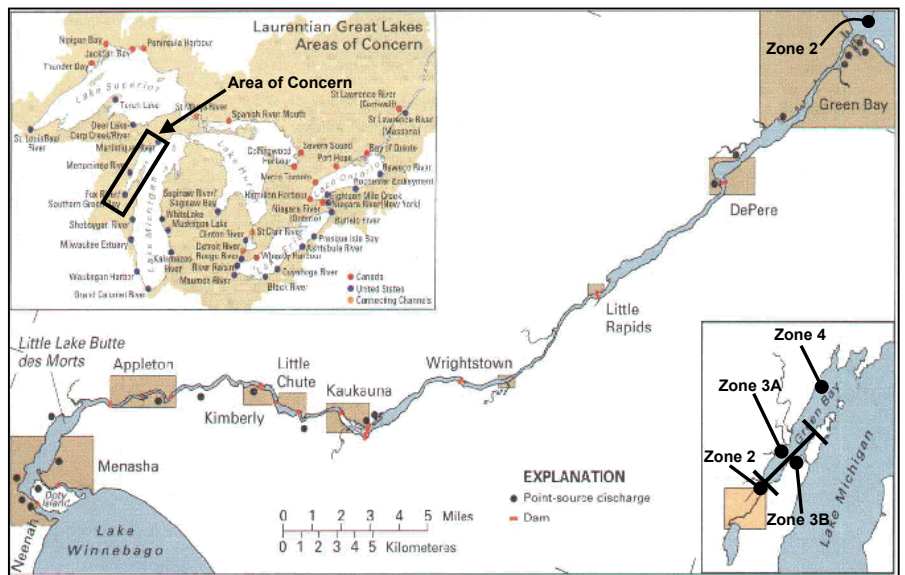 Laurentian Great Lakes
Areas of Concern
Nipigon Bay
Peninsula Harbour
Jackfish Bay
Thunder Bay
Area of Concern
Lake Superior
Torch Lake
St Marys River
Spanish River Mouth
St Lawrence River
(Cornwall)
St Lawrence River
(Massena)
St. Louis Bay/
River
Deer Lake-
Carp Creek/River
Manistique River
Menominee River
Fox River/
Southern Green Bay
Sheboygan River
Milwaukee Estuary
Waukegan Harbor
Grand Calumet River
Lake Michigan
Lake Huron
Collingwood
Harbour
Severn Sound
Port Hope
Bay of Quinte
Metro Toronto
Lake Ontario
Oswego River
Rochester Embayment
Hamilton Harbour
Eighteen Mile Creek
Niagara River (New York)
Niagara River
(Ontario)
Buffalo River
Saginaw River/
Saginaw Bay
White Lake
Muskegon Lake
Clinton River
St Clair River
Detroit River
Rouge River
Wheatly Harbour
River Raisin
Maumee River
Kalamazoo
River
Lake Erie
Presque Isle Bay
Ashtabula River
Cuyahoga River
Black River
Canada
United States
Connecting Channels
Zone 2
Green Bay
DePere
Little
Rapids
Wrightstown
Kaukauna
Little
Chute
Kimberly
Appleton
Little Lake Butte
des Morts
Menasha
Doty
Island
Neenah
Lake
Winnebago
EXPLANATION
Point-source discharge
Dam
0 1 2 3 4 5 Miles
0 1 2 3 4 5 Kilometeres
Zone 4
Zone 3A
Green Bay
Zone 2
Zone 3B
Lake Michigan